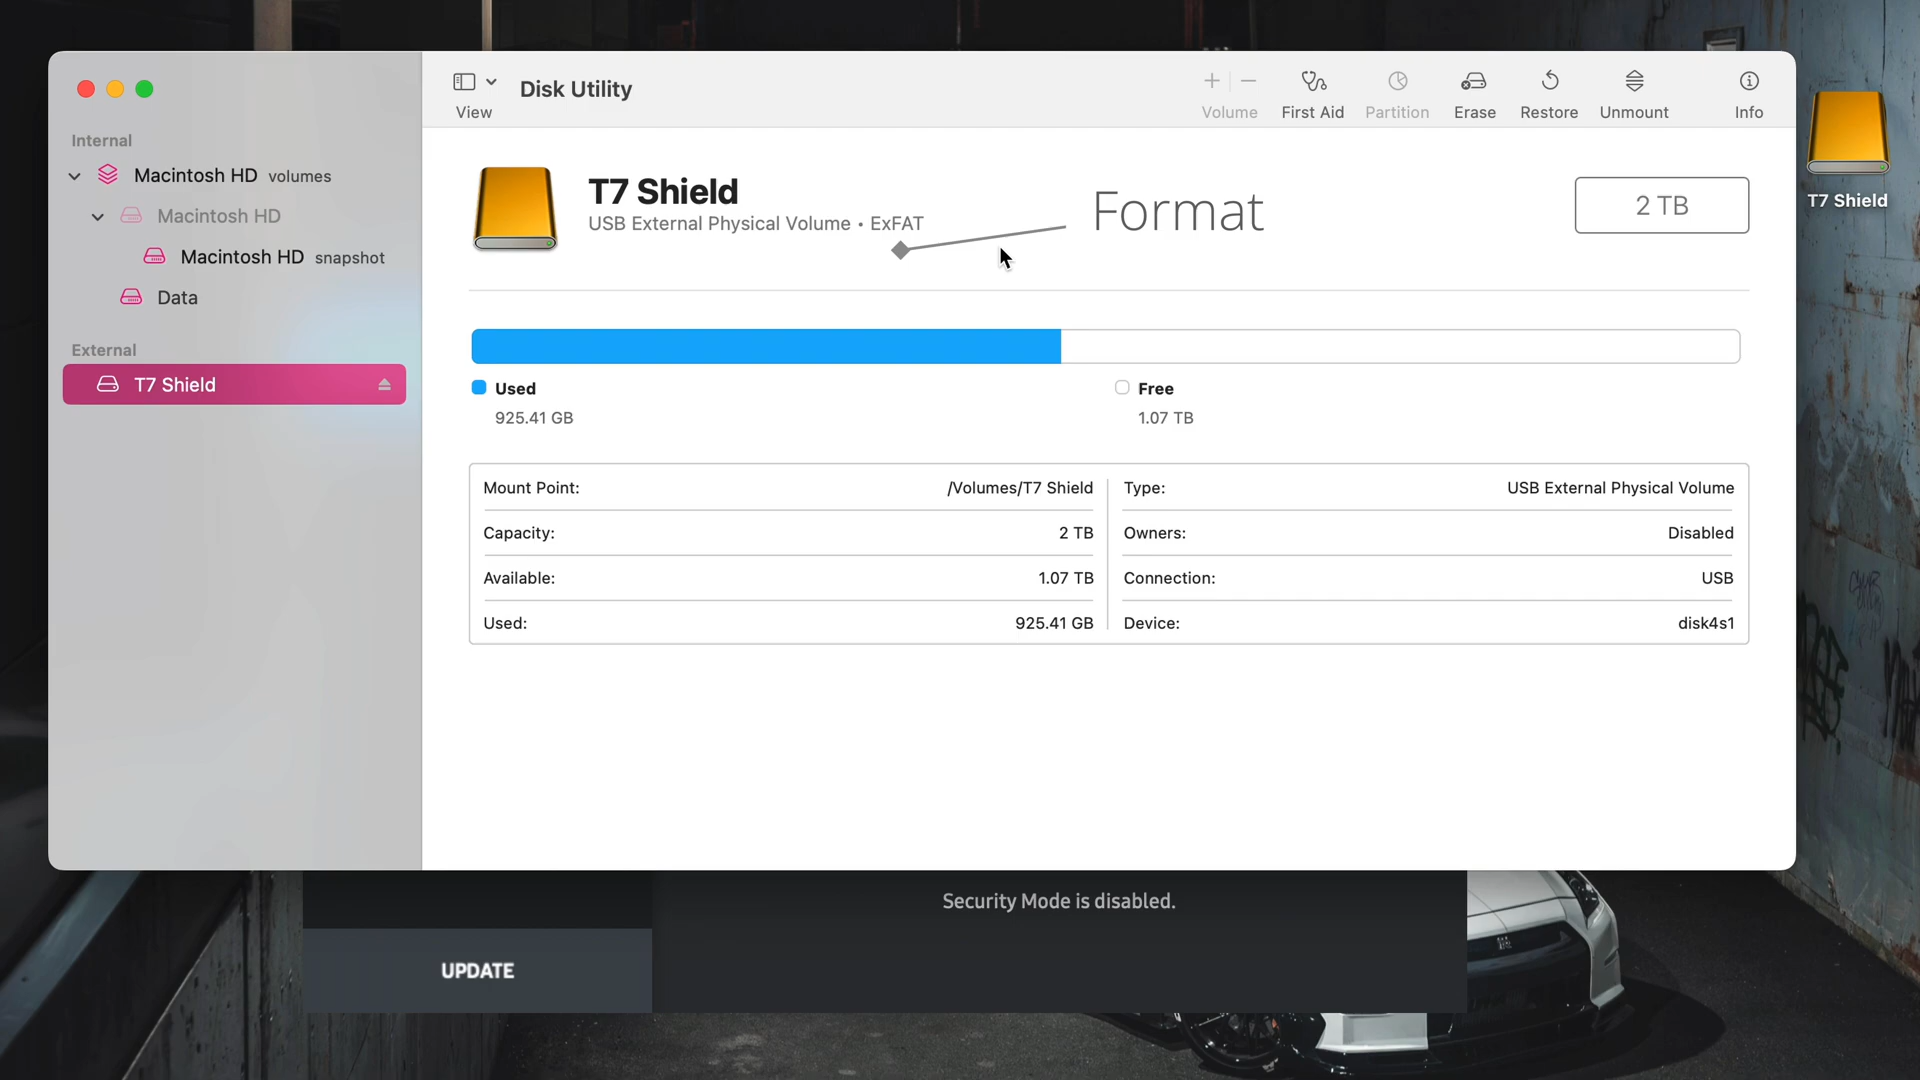 Disk Utility
View
Volume
First Aid
Partition
Erase
Restore
Unmount
Info
Internal
Macintosh HD volumes
Macintosh HD
Macintosh HD snapshot
Data
External
T7 Shield
T7 Shield
USB External Physical Volume • ExFAT
Format
2 TB
Used
925.41 GB
Free
1.07 TB
Mount Point: /Volumes/T7 Shield
Capacity: 2 TB
Available: 1.07 TB
Used: 925.41 GB
Type: USB External Physical Volume
Owners: Disabled
Connection: USB
Device: disk4s1
T7 Shield
Security Mode is disabled.
UPDATE